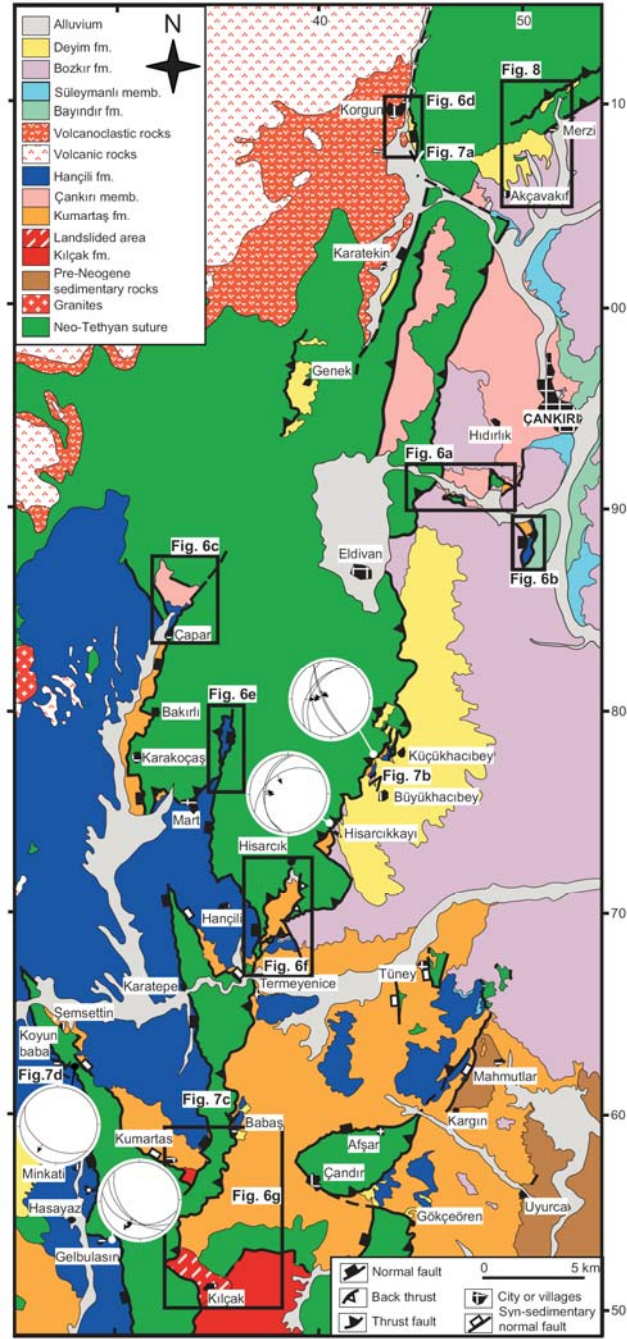 40
50
Alluvium
Deyim fm.
Bozkır fm.
Süleymanlı memb.
Bayındır fm.
Volcanoclastic rocks
Volcanic rocks
Hançili fm.
Çankırı memb.
Kumartaş fm.
Landslided area
Kılçak fm.
Pre-Neogene
sedimentary rocks
Granites
Neo-Tethyan suture
N
Fig. 8
10
Korgun
Fig. 6d
Merzi
Fig. 7a
Akçavakıf
Karatekin
00
Genek
ÇANKIRI
Hıdırlık
Fig. 6a
90
Fig. 6c
Eldivan
Fig. 6b
Çapar
Fig. 6e
Bakırlı
80
Küçükhacıbey
Karakoçaş
Fig. 7b
Büyükhacıbey
Mart
Hisarcıkkayı
Hisarcık
Hançili
70
Fig. 6f
Tüney
Karatepe
Termeyenice
Şemsettin
Koyun
baba
Mahmutlar
Fig.7d
Fig. 7c
Kargın
60
Babaş
Kumartas
Afşar
Minkati
Çandır
Fig. 6g
Uyurca
Hasayaz
Gökçeören
Gelbulasın
Kılçak
Normal fault
0 5 km
Back thrust
City or villages
Thrust fault
Syn-sedimentary
normal fault
50